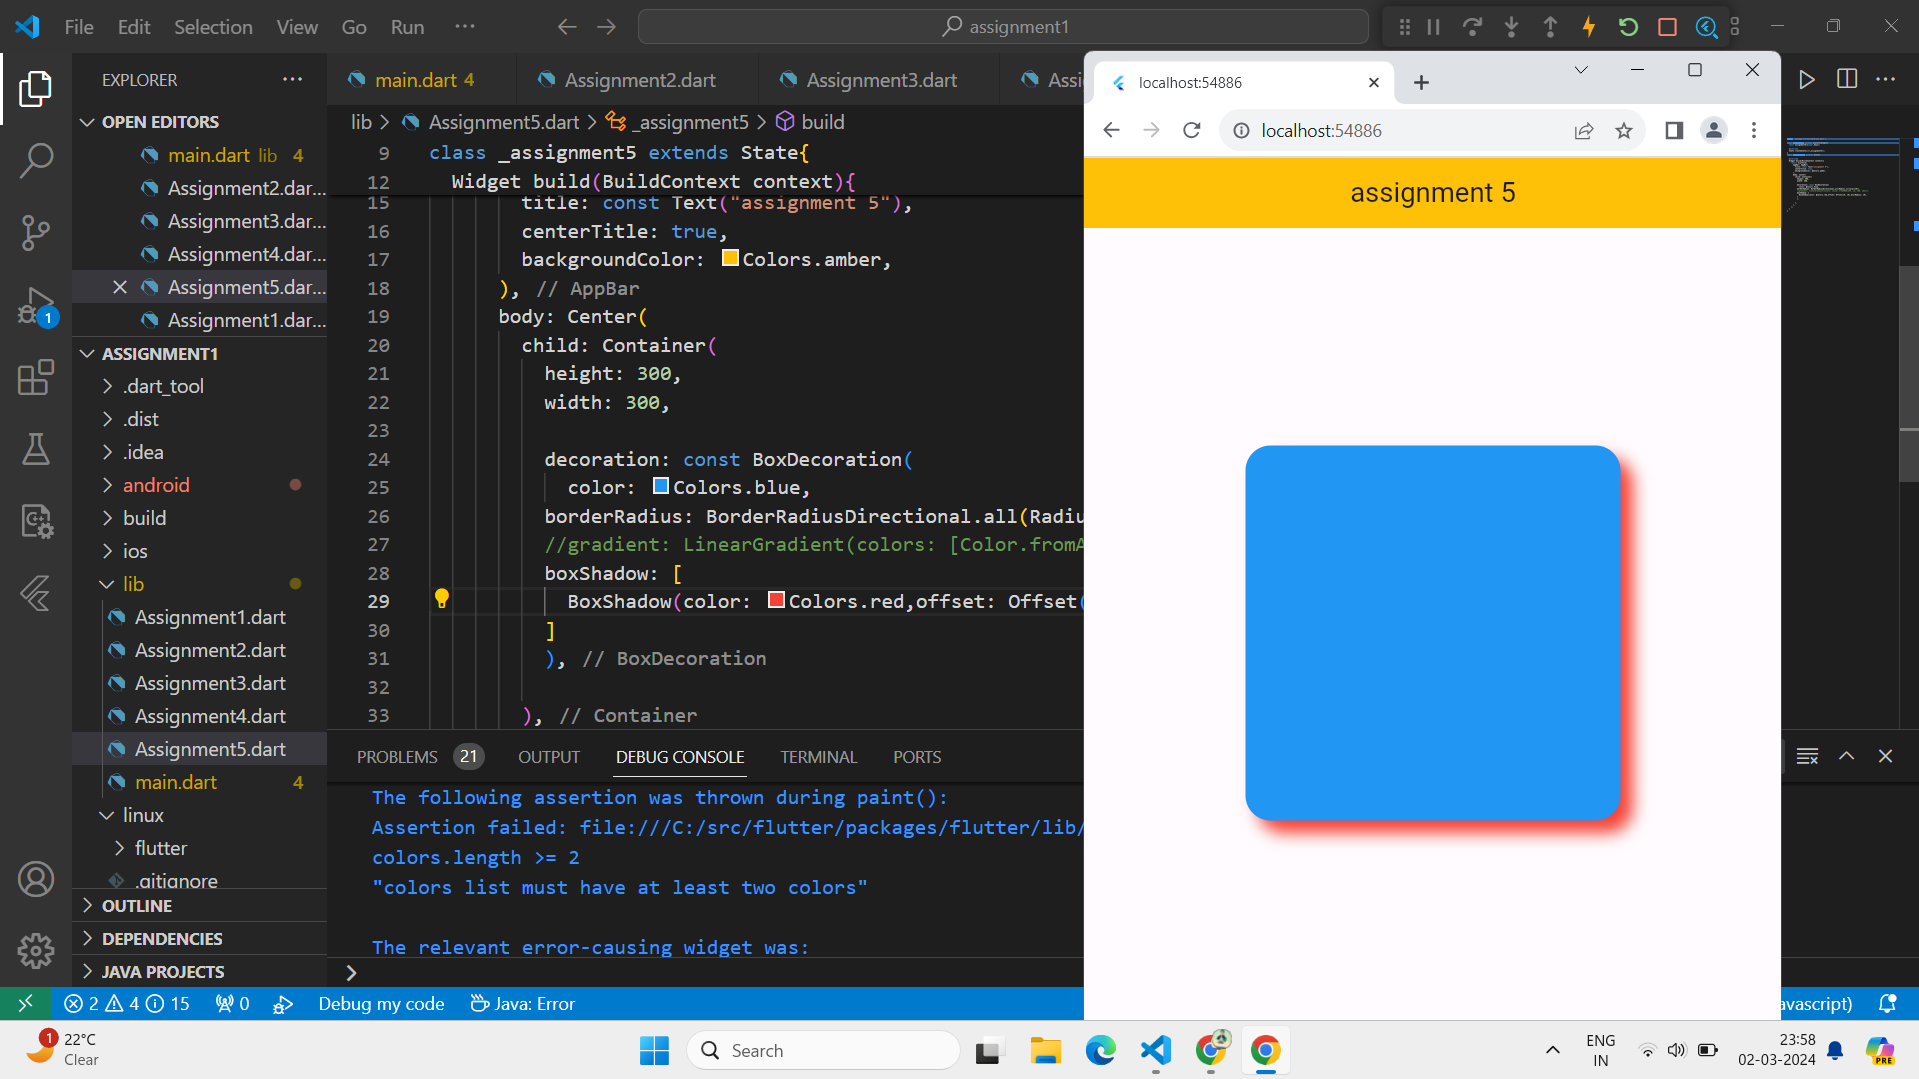 File Edit Selection View Go Run ··· assignment1
EXPLORER ···
OPEN EDITORS
main.dart lib 4
Assignment2.dar...
Assignment3.dar...
Assignment4.dar...
Assignment5.dar...
Assignment1.dar...
ASSIGNMENT1
.dart_tool
.dist
.idea
android
build
ios
lib
Assignment1.dart
Assignment2.dart
Assignment3.dart
Assignment4.dart
Assignment5.dart
main.dart 4
linux
flutter
.gitignore
OUTLINE
DEPENDENCIES
JAVA PROJECTS
1
main.dart 4 Assignment2.dart Assignment3.dart Assi
lib > Assignment5.dart > _assignment5 > build
9 class _assignment5 extends State{
12 Widget build(BuildContext context){
15 title: const Text("assignment 5"),
16 centerTitle: true,
17 backgroundColor: Colors.amber,
18 ), // AppBar
19 body: Center(
20 child: Container(
21 height: 300,
22 width: 300,
23
24 decoration: const BoxDecoration(
25 color: Colors.blue,
26 borderRadius: BorderRadiusDirectional.all(Radiu
27 //gradient: LinearGradient(colors: [Color.fromA
28 boxShadow: [
29 BoxShadow(color: Colors.red,offset: Offset(
30 ]
31 ), // BoxDecoration
32
33 ), // Container
PROBLEMS 21 OUTPUT DEBUG CONSOLE TERMINAL PORTS
The following assertion was thrown during paint():
Assertion failed: file:///C:/src/flutter/packages/flutter/lib/
colors.length >= 2
"colors list must have at least two colors"
The relevant error-causing widget was:
>
localhost:54886
localhost:54886
assignment 5
2 4 15 0 Debug my code Java: Error avascript)
1 22°C
Clear
Search
ENG
IN
23:58
02-03-2024
PRE